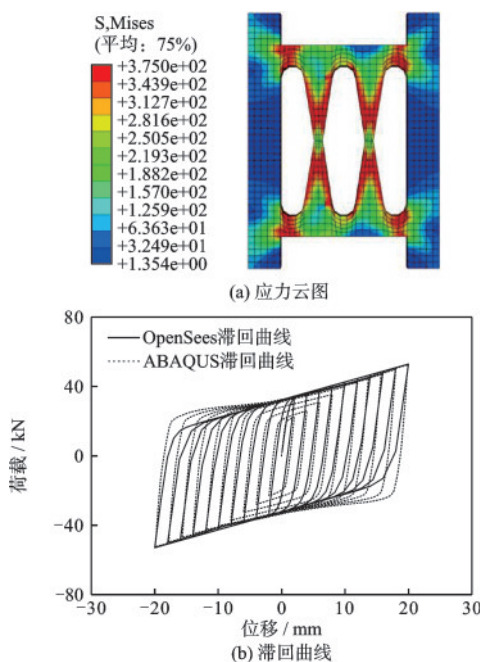 S,Mises
(平均：75%)
+3.750e+02
+3.439e+02
+3.127e+02
+2.816e+02
+2.505e+02
+2.193e+02
+1.882e+02
+1.570e+02
+1.259e+02
+6.363e+01
+3.249e+01
+1.354e+00
(a) 应力云图
80
40
0
−40
−80
荷载 / kN
OpenSees滞回曲线
ABAQUS滞回曲线
−30 −20 −10 0 10 20 30
位移 / mm
(b) 滞回曲线